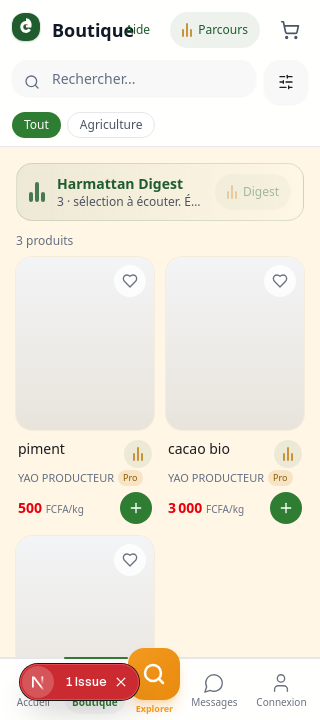 Boutique
Aide
Parcours
Rechercher...
Tout
Agriculture
Harmattan Digest
3 · sélection à écouter. É...
Digest
3 produits
piment
YAO PRODUCTEUR Pro
500 FCFA/kg
cacao bio
YAO PRODUCTEUR Pro
3 000 FCFA/kg
1 Issue
Accueil
Boutique
Explorer
Messages
Connexion